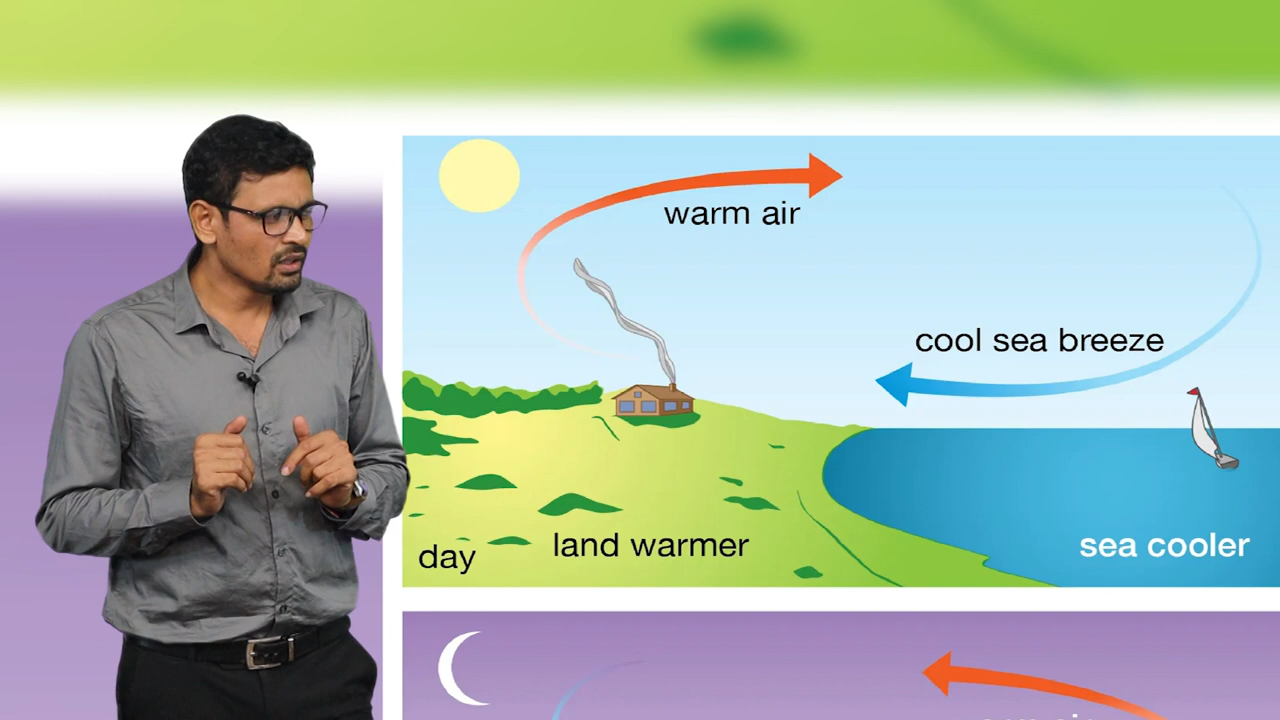 warm air
cool sea breeze
land warmer
sea cooler
day